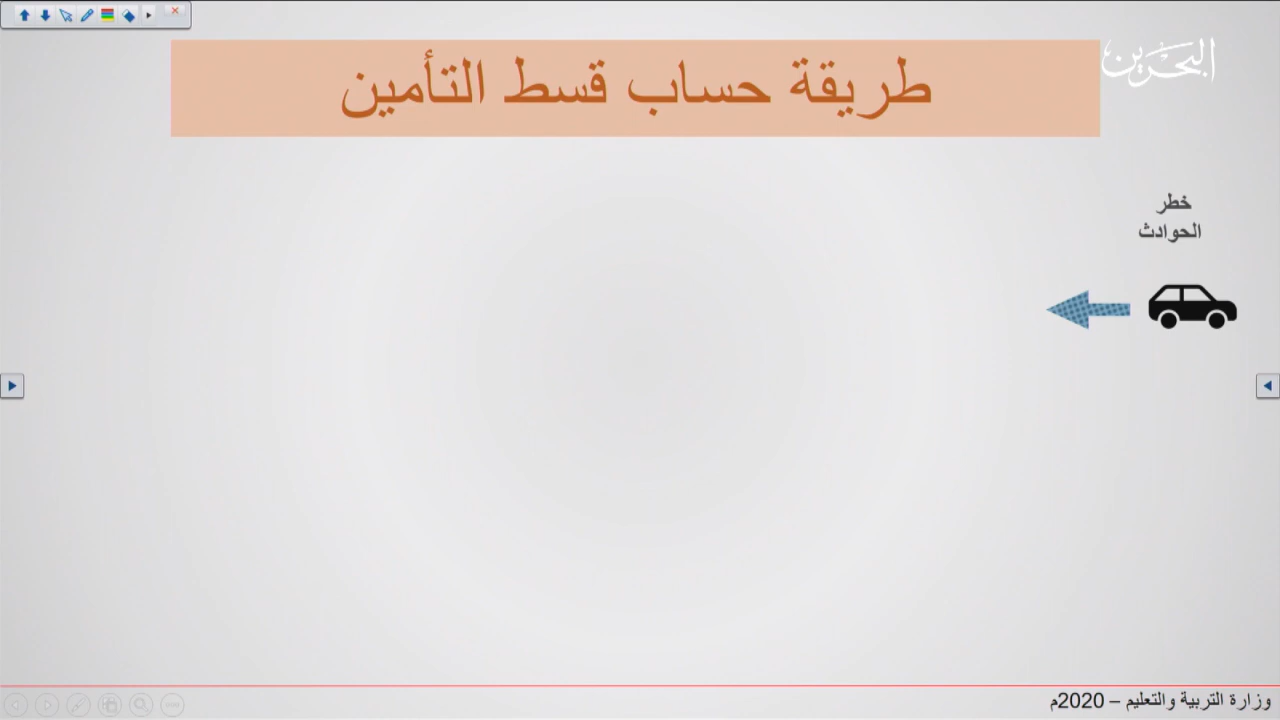 البحرين
طريقة حساب قسط التأمين
خطر
الحوادث
وزارة التربية والتعليم – 2020م